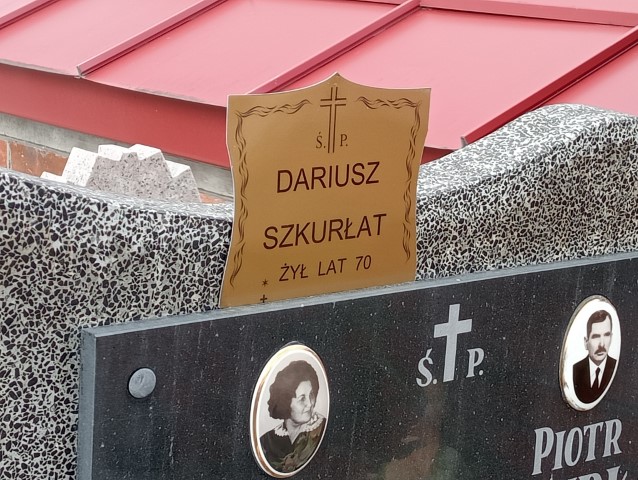 Ś. P.
DARIUSZ
SZKURŁAT
ŻYŁ LAT 70
*
Ś. P.
PIOTR